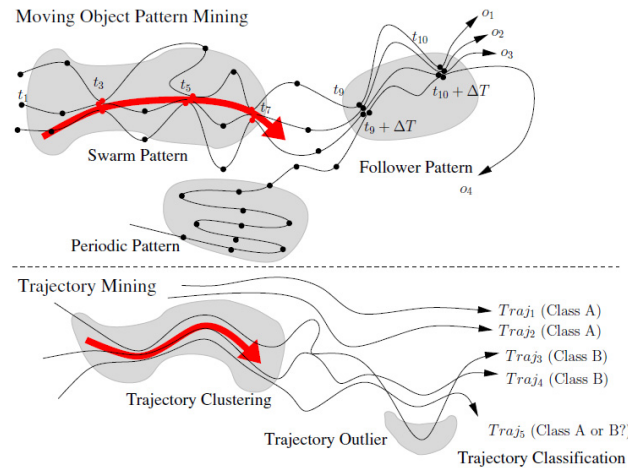 Moving Object Pattern Mining
t₁
t₃
t₅
t₇
t₉
t₁₀
o₁
o₂
o₃
t₁₀ + ΔT
t₉ + ΔT
Swarm Pattern
Follower Pattern
o₄
Periodic Pattern
Trajectory Mining
Traj₁ (Class A)
Traj₂ (Class A)
Traj₃ (Class B)
Traj₄ (Class B)
Trajectory Clustering
Traj₅ (Class A or B?)
Trajectory Outlier
Trajectory Classification